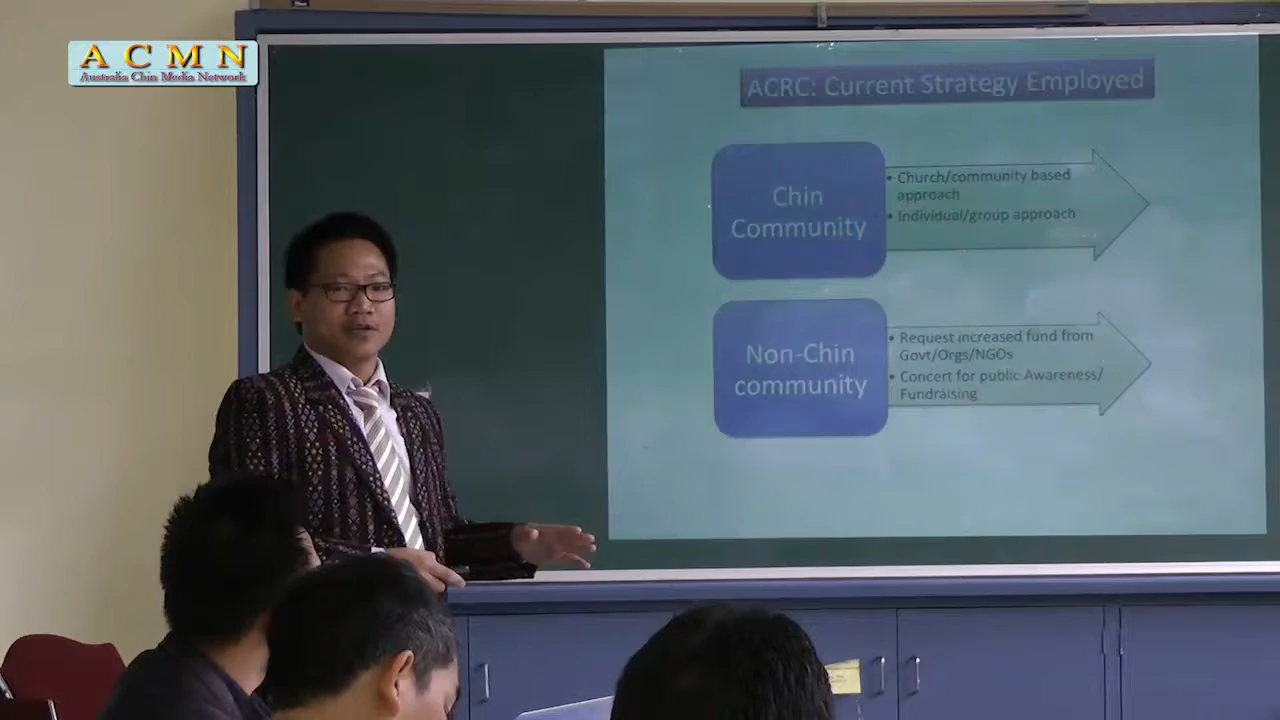 A C M N
Australia Chin Media Network
ACRC: Current Strategy Employed
Chin
Community
• Church/community based
approach
• Individual/group approach
Non-Chin
community
• Request increased fund from
Govt/Orgs/NGOs
• Concert for public Awareness/
Fundraising